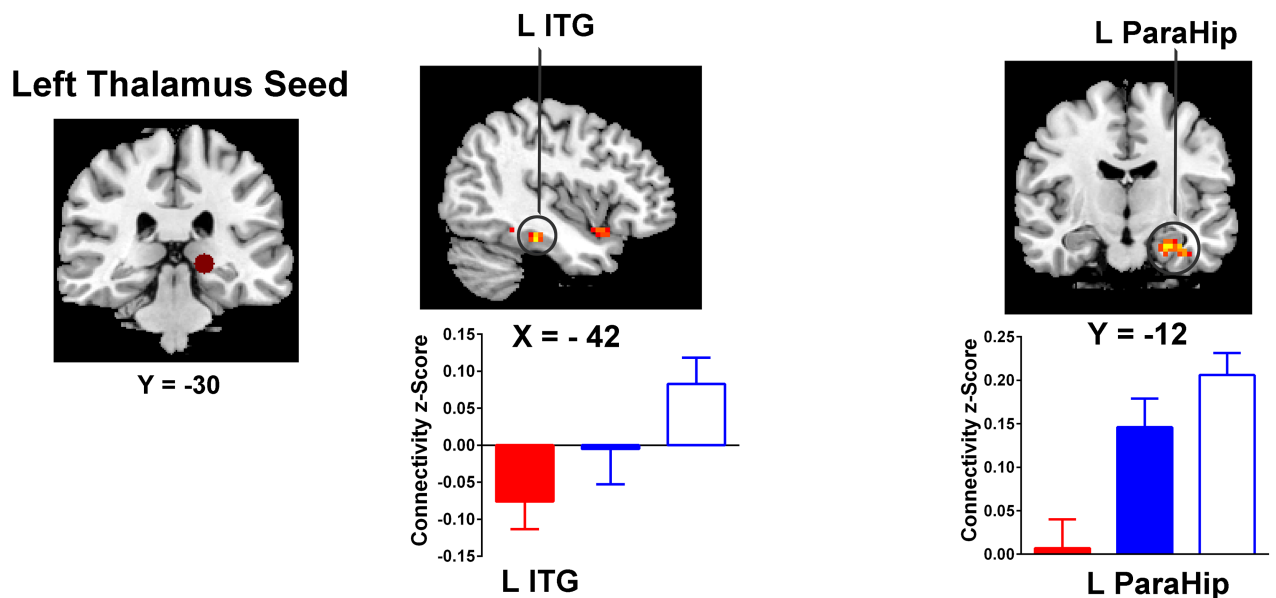 Left Thalamus Seed
Y = -30
L ITG
X = - 42
Connectivity z-Score
0.15
0.10
0.05
0.00
-0.05
-0.10
-0.15
L ITG
L ParaHip
Y = -12
Connectivity z-Score
0.25
0.20
0.15
0.10
0.05
0.00
L ParaHip